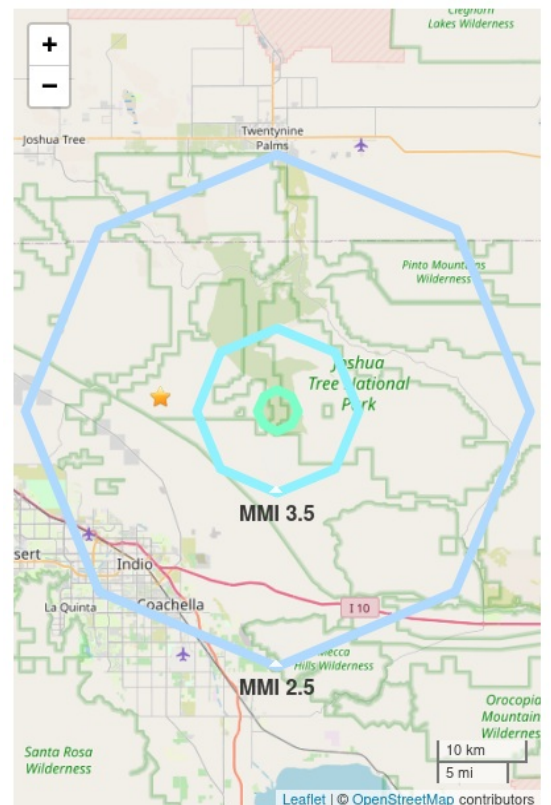 Cleghorn
Lakes Wilderness
+
−
Joshua Tree
Twentynine
Palms
Pinto Mountains
Wilderness
Joshua
Tree National
Park
MMI 3.5
sert
Indio
La Quinta
Coachella
I 10
Hills Wilderness
MMI 2.5
Orocopia
Mountain
Wilderness
Santa Rosa
Wilderness
10 km
5 mi
Leaflet | © OpenStreetMap contributors